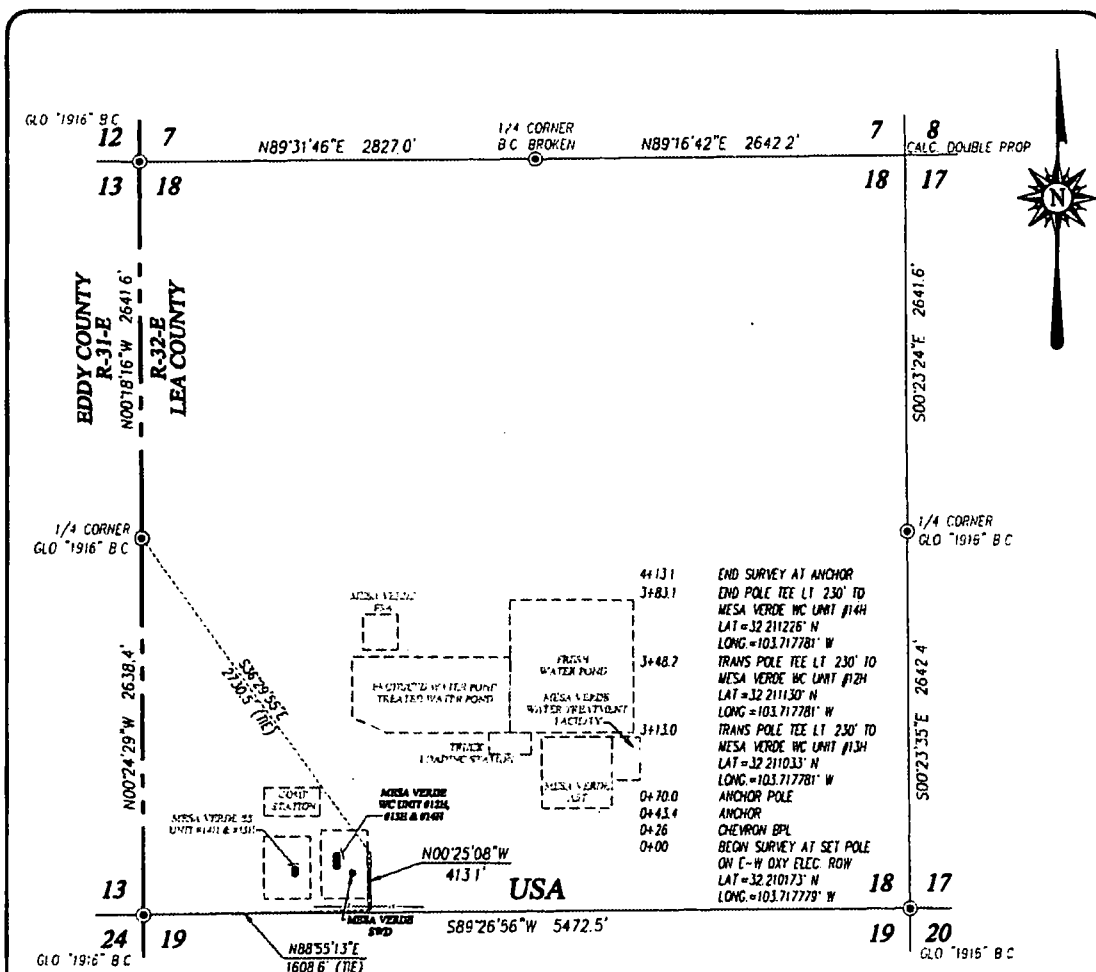 GLO "1916" B C
12 7
N89°31'46"E 2827.0'
1/4 CORNER
B C BROKEN
N89°16'42"E 2642.2'
7 8
CALC. DOUBLE PROP
13 18
18 17
N
EDDY COUNTY
R-31-E
N00°18'16"W 2641.6'
R-32-E
LEA COUNTY
S00°23'24"E 2641.6'
1/4 CORNER
GLO "1916" B C
1/4 CORNER
GLO "1916" B C
N00°24'29"W 2638.4'
S36°29'55"E
2730.5' (TIE)
S00°23'35"E 2642.4'
MESA VERDE
FRESH
WATER POND
TREATED WATER POND
MESA VERDE
WATER TREATMENT
FACILITY
TRUCK
LOADING STATION
MESA VERDE
COMP
STATION
MESA VERDE
WC UNIT #12H,
#13H & #14H
MESA VERDE BS
N00°25'08"W
413.1'
MESA VERDE
SWD
USA
4+13.1 END SURVEY AT ANCHOR
3+83.1 END POLE TEE LT 230' TO
MESA VERDE WC UNIT #14H
LAT.=32.211226° N
LONG.=103.717781° W
3+48.2 TRANS POLE TEE LT 230' TO
MESA VERDE WC UNIT #12H
LAT.=32.211130° N
LONG.=103.717781° W
3+13.0 TRANS POLE TEE LT 230' TO
MESA VERDE WC UNIT #13H
LAT.=32.211033° N
LONG.=103.717781° W
0+70.0 ANCHOR POLE
0+43.4 ANCHOR
0+26 CHEVRON BPL
0+00 BEGIN SURVEY AT SET POLE
ON E-W OXY ELEC. ROW
LAT.=32.210173° N
LONG.=103.717779° W
13
18 17
S89°26'56"W 5472.5'
24 19
19 20
GLO "1916" B C
N88°55'13"E
1608.6' (TIE)
GLO "1916" B C